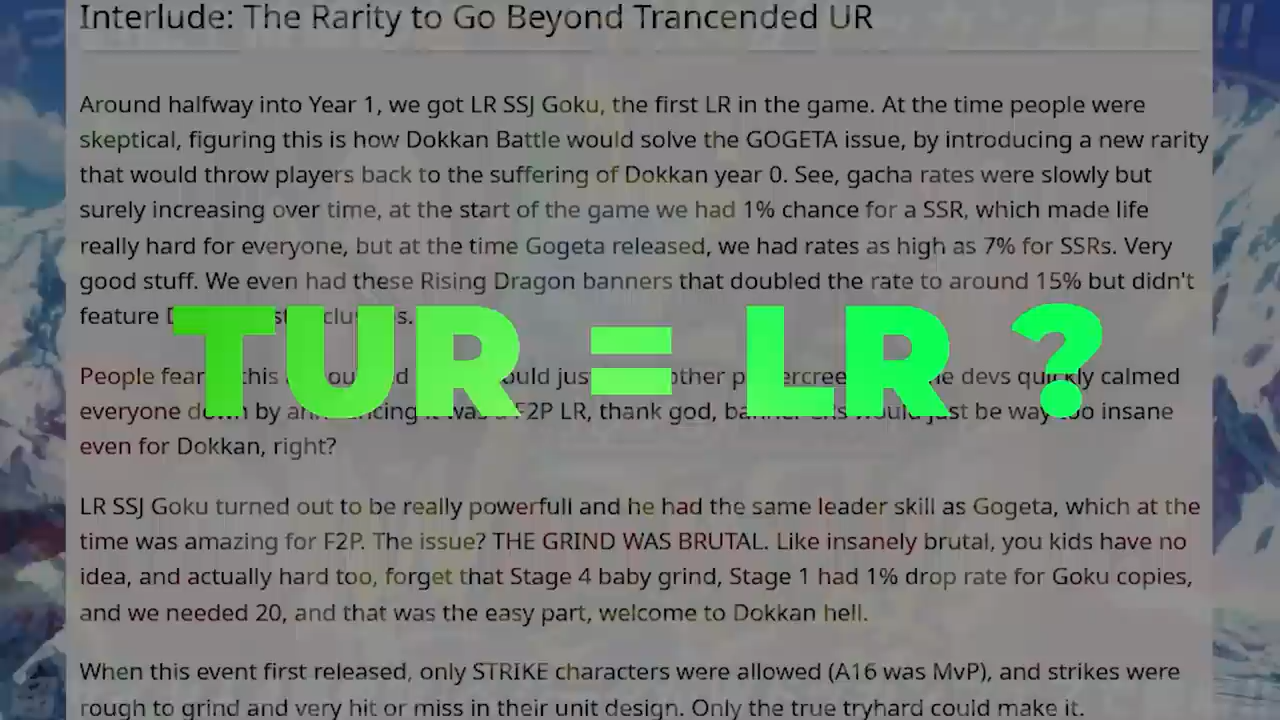 Interlude: The Rarity to Go Beyond Trancended UR
Around halfway into Year 1, we got LR SSJ Goku, the first LR in the game. At the time people were
skeptical, figuring this is how Dokkan Battle would solve the GOGETA issue, by introducing a new rarity
that would throw players back to the suffering of Dokkan year 0. See, gacha rates were slowly but
surely increasing over time, at the start of the game we had 1% chance for a SSR, which made life
really hard for everyone, but at the time Gogeta released, we had rates as high as 7% for SSRs. Very
good stuff. We even had these Rising Dragon banners that doubled the rate to around 15% but didn't
feature
TUR = LR ?
People this would devs quickly calmed
everyone down by announcing it was a F2P LR, thank god, would just be way too insane
even for Dokkan, right?
LR SSJ Goku turned out to be really powerfull and he had the same leader skill as Gogeta, which at the
time was amazing for F2P. The issue? THE GRIND WAS BRUTAL. Like insanely brutal, you kids have no
idea, and actually hard too, forget that Stage 4 baby grind, Stage 1 had 1% drop rate for Goku copies,
and we needed 20, and that was the easy part, welcome to Dokkan hell.
When this event first released, only STRIKE characters were allowed (A16 was MvP), and strikes were
rough to grind and very hit or miss in their unit design. Only the true tryhard could make it.